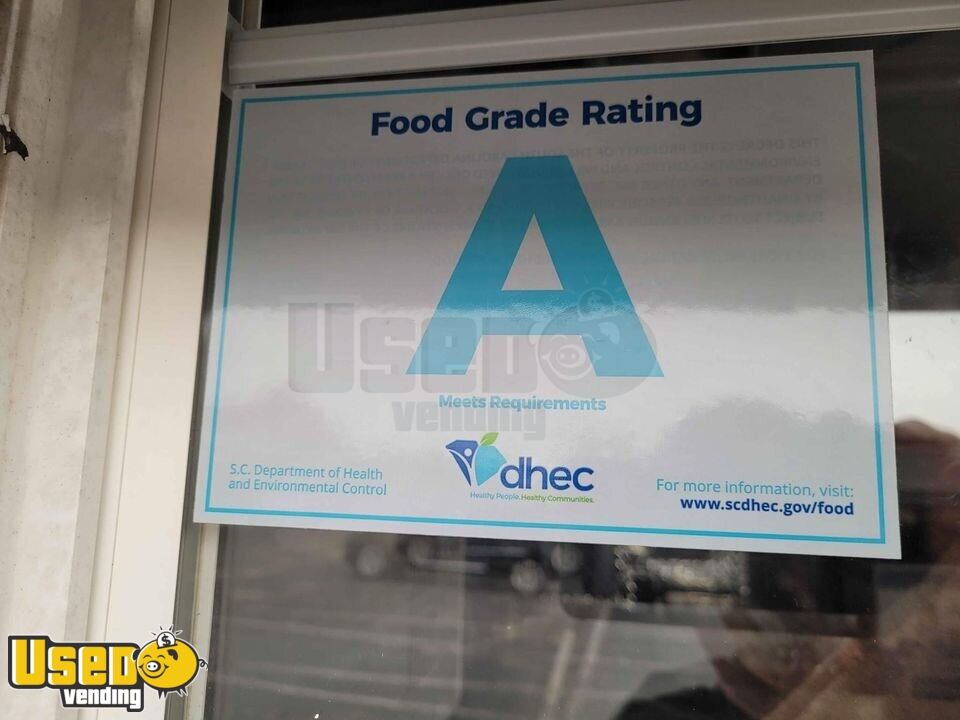 Food Grade Rating
A
Meets Requirements
S.C. Department of Health
and Environmental Control
dhec
Healthy People. Healthy Communities.
For more information, visit:
www.scdhec.gov/food
USED
vending
USED
vending